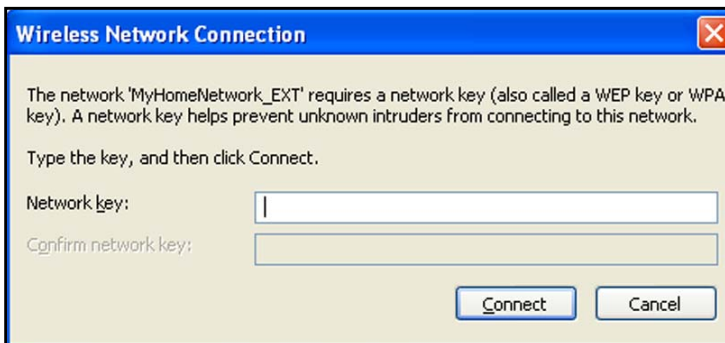 Wireless Network Connection
The network 'MyHomeNetwork_EXT' requires a network key (also called a WEP key or WPA
key). A network key helps prevent unknown intruders from connecting to this network.
Type the key, and then click Connect.
Network key:
Confirm network key:
Connect Cancel